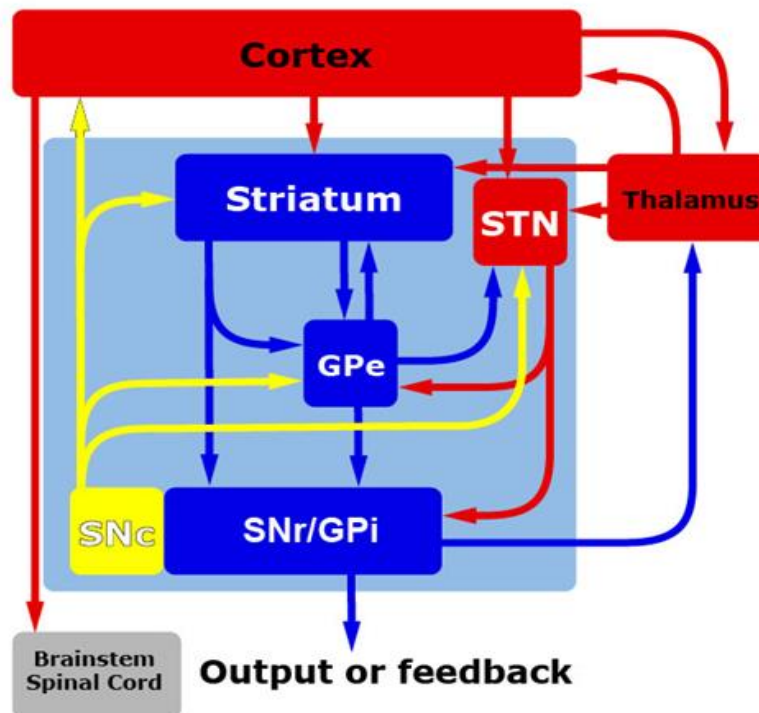 Cortex
Striatum
STN
Thalamus
GPe
SNc
SNr/GPi
Brainstem
Spinal Cord
Output or feedback